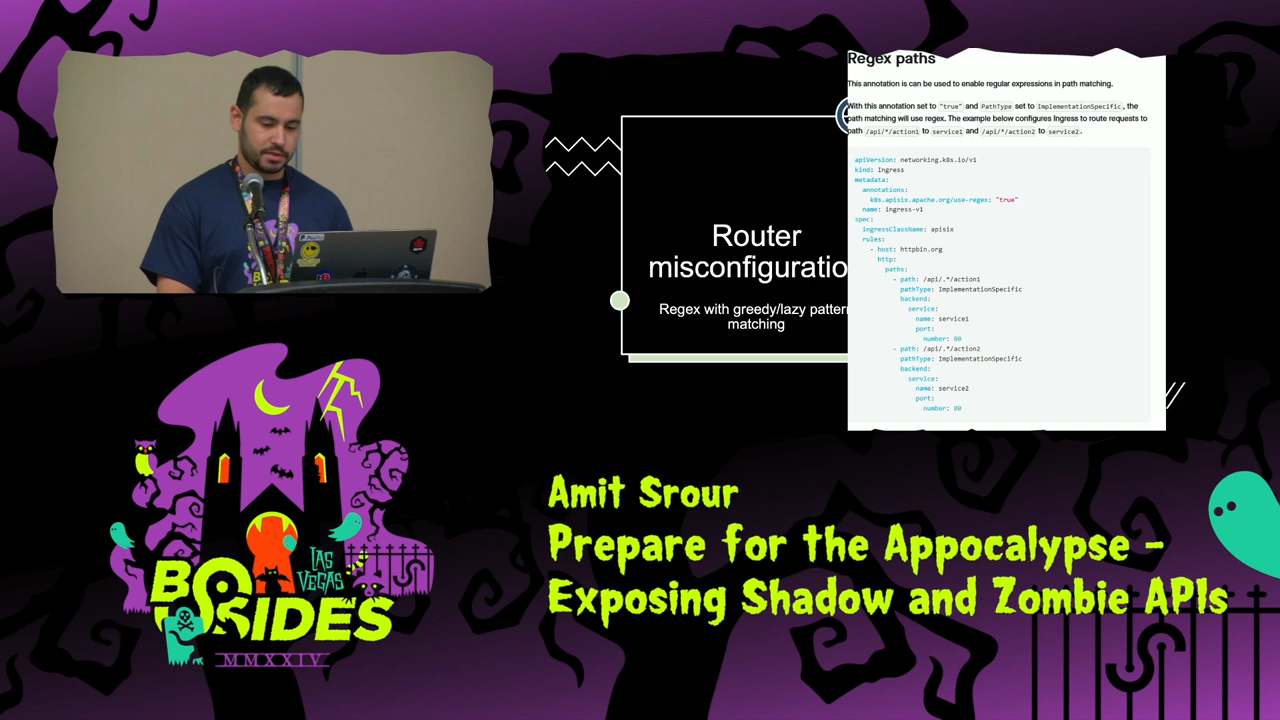 Router
misconfiguratio
Regex with greedy/lazy pattern
matching
Regex paths
This annotation is can be used to enable regular expressions in path matching.
With this annotation set to "true" and PathType set to ImplementationSpecific, the
path matching will use regex. The example below configures Ingress to route requests to
path /api/*/action1 to service1 and /api/*/action2 to service2.
apiVersion: networking.k8s.io/v1
kind: Ingress
metadata:
annotations:
k8s.apisix.apache.org/use-regex: "true"
name: ingress-v1
spec:
ingressClassName: apisix
rules:
- host: httpbin.org
http:
paths:
- path: /api/.*/action1
pathType: ImplementationSpecific
backend:
service:
name: service1
port:
number: 80
- path: /api/.*/action2
pathType: ImplementationSpecific
backend:
service:
name: service2
port:
number: 80
LAS
VEGAS
BSIDES
MMXXIV
Amit Srour
Prepare for the Appocalypse -
Exposing Shadow and Zombie APIs